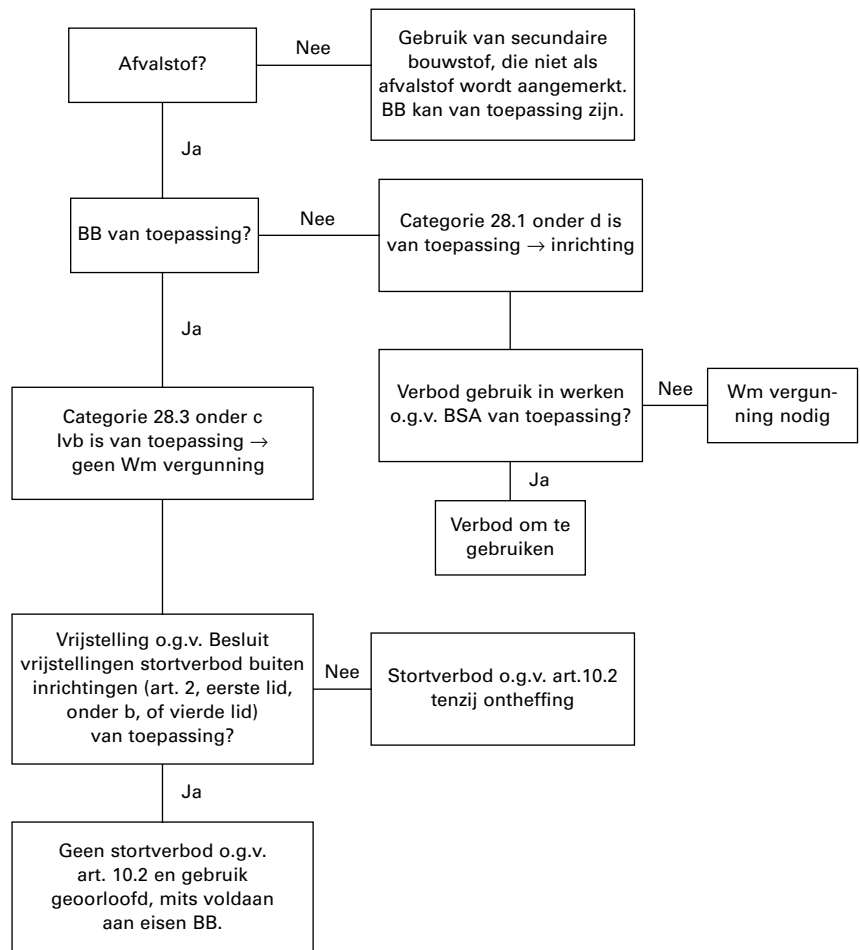 Afvalstof?
Nee
Gebruik van secundaire
bouwstof, die niet als
afvalstof wordt aangemerkt.
BB kan van toepassing zijn.
Ja
BB van toepassing?
Nee
Categorie 28.1 onder d is
van toepassing → inrichting
Ja
Verbod gebruik in werken
o.g.v. BSA van toepassing?
Nee
Wm vergun-
ning nodig
Categorie 28.3 onder c
Ivb is van toepassing →
geen Wm vergunning
Ja
Verbod om te
gebruiken
Vrijstelling o.g.v. Besluit
vrijstellingen stortverbod buiten
inrichtingen (art. 2, eerste lid,
onder b, of vierde lid)
van toepassing?
Nee
Stortverbod o.g.v. art.10.2
tenzij ontheffing
Ja
Geen stortverbod o.g.v.
art. 10.2 en gebruik
geoorloofd, mits voldaan
aan eisen BB.